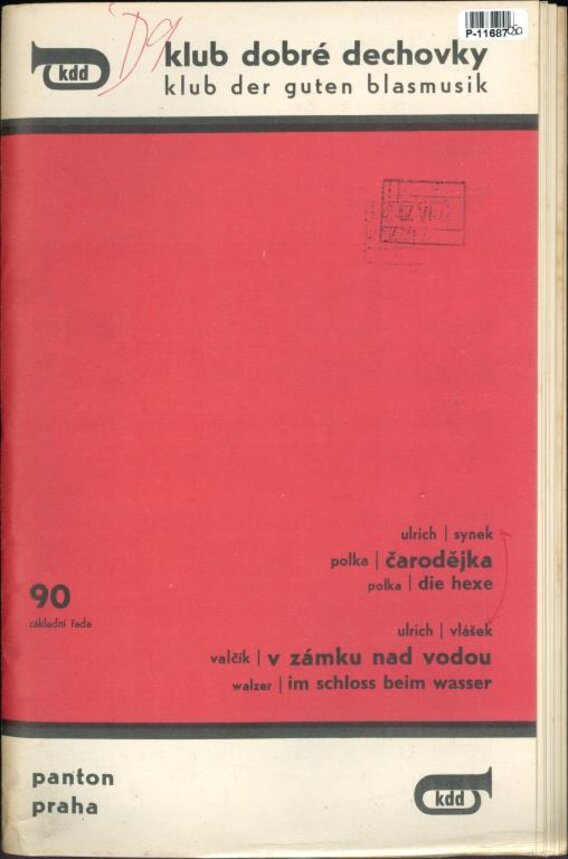 P-11687
kdd
klub dobré dechovky
klub der guten blasmusik
ulrich | synek
polka | čarodějka
polka | die hexe
90
základní řada
ulrich | vlášek
valčík | v zámku nad vodou
walzer | im schloss beim wasser
panton
praha
kdd